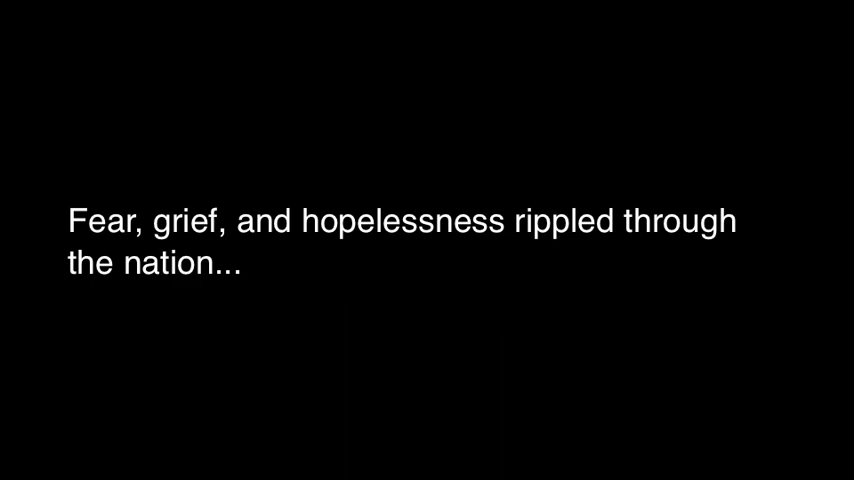 Fear, grief, and hopelessness rippled through
the nation...